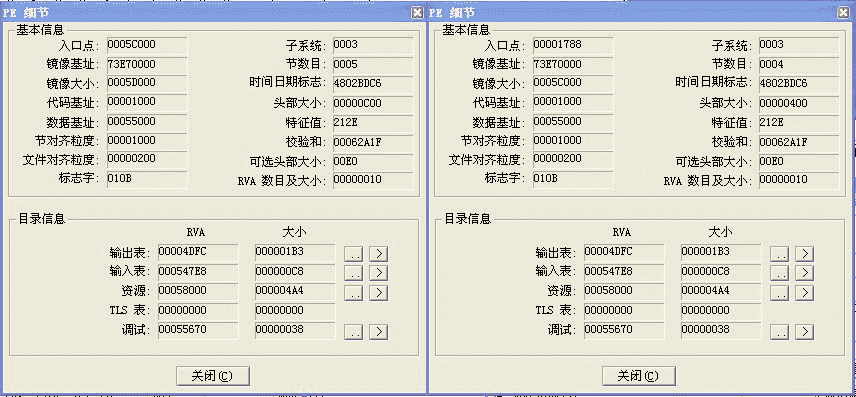 PE 细节
基本信息
入口点: 0005C000 子系统: 0003
镜像基址: 73E70000 节数目: 0005
镜像大小: 0005D000 时间日期标志: 4802BDC6
代码基址: 00001000 头部大小: 00000C00
数据基址: 00055000 特征值: 212E
节对齐粒度: 00001000 校验和: 00062A1F
文件对齐粒度: 00000200 可选头部大小: 00E0
标志字: 010B RVA 数目及大小: 00000010
目录信息
RVA 大小
输出表: 00004DFC 000001B3 .. >
输入表: 000547E8 000000C8 .. >
资源: 00058000 000004A4 .. >
TLS 表: 00000000 00000000
调试: 00055670 00000038 .. >
关闭(C)
PE 细节
基本信息
入口点: 00001788 子系统: 0003
镜像基址: 73E70000 节数目: 0004
镜像大小: 0005C000 时间日期标志: 4802BDC6
代码基址: 00001000 头部大小: 00000400
数据基址: 00055000 特征值: 212E
节对齐粒度: 00001000 校验和: 00062A1F
文件对齐粒度: 00000200 可选头部大小: 00E0
标志字: 010B RVA 数目及大小: 00000010
目录信息
RVA 大小
输出表: 00004DFC 000001B3 .. >
输入表: 000547E8 000000C8 .. >
资源: 00058000 000004A4 .. >
TLS 表: 00000000 00000000
调试: 00055670 00000038 .. >
关闭(C)